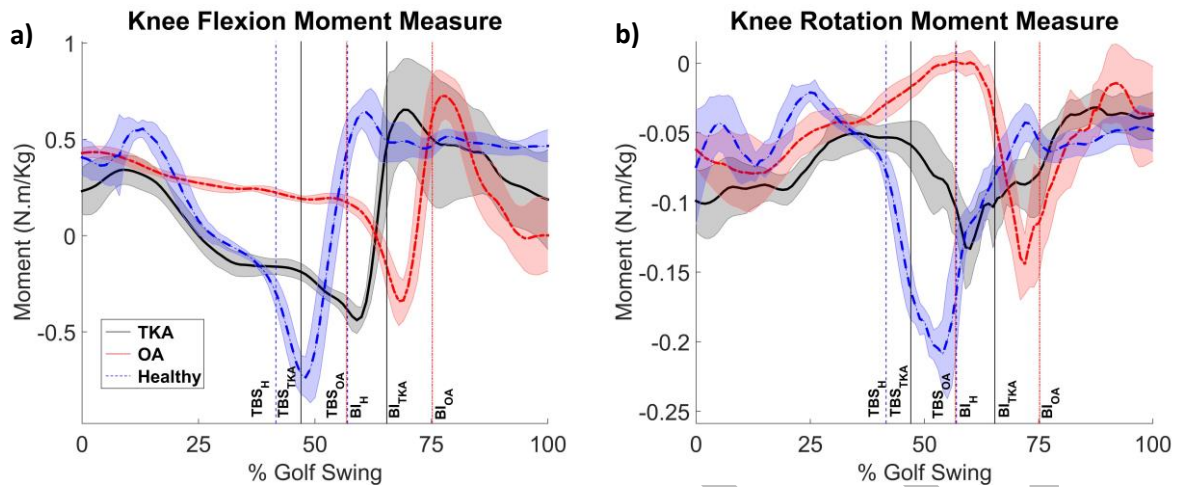 a)
Knee Flexion Moment Measure
Moment (N.m/Kg)
1
0.5
0
-0.5
TKA
OA
Healthy
TBS_H
TBS_TKA
TBS_OA
BI_H
BI_TKA
BI_OA
0 25 50 75 100
% Golf Swing
b)
Knee Rotation Moment Measure
Moment (N.m/Kg)
0
-0.05
-0.1
-0.15
-0.2
-0.25
TBS_H
TBS_TKA
TBS_OA
BI_H
BI_TKA
BI_OA
0 25 50 75 100
% Golf Swing